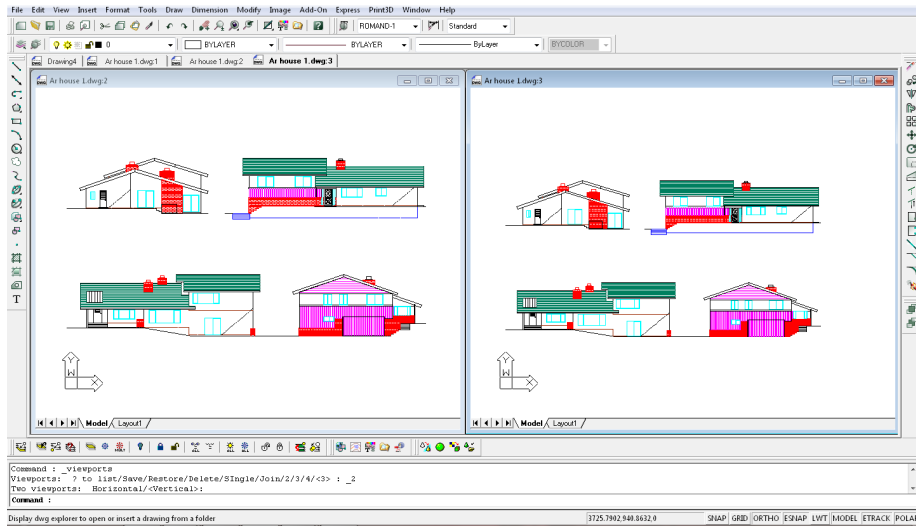 File Edit View Insert Format Tools Draw Dimension Modify Image Add-On Express Print3D Window Help
ROMAND-1 Standard
0 BYLAYER BYLAYER ByLayer BYCOLOR
Drawing4 Ar house 1.dwg:1 Ar house 1.dwg:2 Ar house 1.dwg:3
Ar house 1.dwg:2 Ar house 1.dwg:3
Y Y
W X W X
Model Layout1 Model Layout1
Command : _viewports
Viewports: ? to list/Save/Restore/Delete/SIngle/Join/2/3/4/<3> : _2
Two viewports: Horizontal/<Vertical>:
Command :
Display dwg explorer to open or insert a drawing from a folder 3725.7902,940.8632,0 SNAP GRID ORTHO ESNAP LWT MODEL ETRACK POLAR